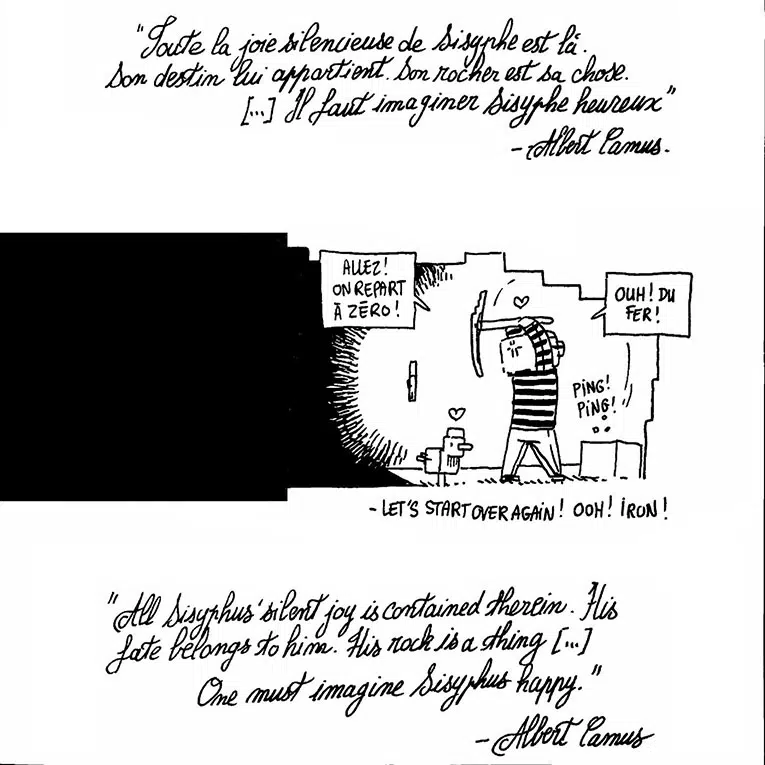 "Toute la joie silencieuse de Sisyphe est là.
Son destin lui appartient. Son rocher est sa chose.
[...] Il faut imaginer Sisyphe heureux"
- Albert Camus.
ALLEZ!
ON REPART
À ZÉRO!
OUH! DU
FER!
PING!
PING!
- LET'S START OVER AGAIN! OOH! IRON!
"All Sisyphus' silent joy is contained therein. His
fate belongs to him. His rock is a thing [...]
One must imagine Sisyphus happy."
- Albert Camus